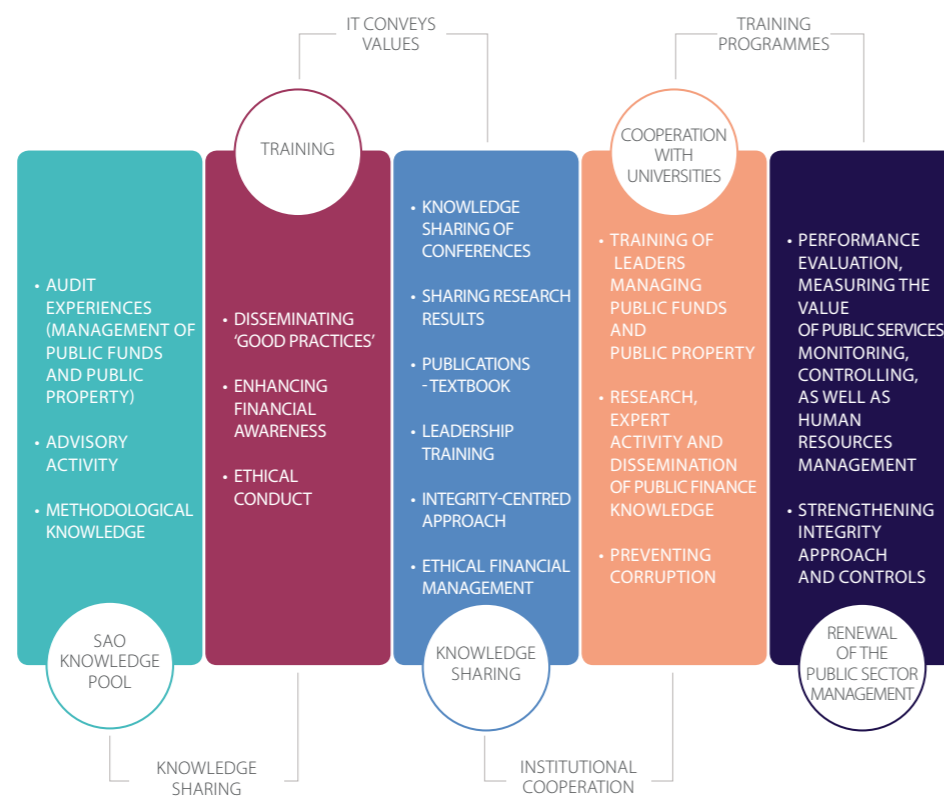 IT CONVEYS
VALUES
TRAINING
PROGRAMMES
• AUDIT
EXPERIENCES
(MANAGEMENT OF
PUBLIC FUNDS
AND PUBLIC
PROPERTY)
• ADVISORY
ACTIVITY
• METHODOLOGICAL
KNOWLEDGE
SAO
KNOWLEDGE
POOL
TRAINING
• DISSEMINATING
‘GOOD PRACTICES’
• ENHANCING
FINANCIAL
AWARENESS
• ETHICAL
CONDUCT
• KNOWLEDGE
SHARING OF
CONFERENCES
• SHARING RESEARCH
RESULTS
• PUBLICATIONS
-TEXTBOOK
• LEADERSHIP
TRAINING
• INTEGRITY-CENTRED
APPROACH
• ETHICAL FINANCIAL
MANAGEMENT
KNOWLEDGE
SHARING
COOPERATION
WITH
UNIVERSITIES
• TRAINING OF
LEADERS
MANAGING
PUBLIC FUNDS
AND
PUBLIC PROPERTY
• RESEARCH,
EXPERT
ACTIVITY AND
DISSEMINATION
OF PUBLIC FINANCE
KNOWLEDGE
• PREVENTING
CORRUPTION
• PERFORMANCE
EVALUATION,
MEASURING THE
VALUE
OF PUBLIC SERVICES
MONITORING,
CONTROLLING,
AS WELL AS
HUMAN
RESOURCES
MANAGEMENT
• STRENGTHENING
INTEGRITY
APPROACH
AND CONTROLS
RENEWAL
OF THE
PUBLIC SECTOR
MANAGEMENT
KNOWLEDGE
SHARING
INSTITUTIONAL
COOPERATION